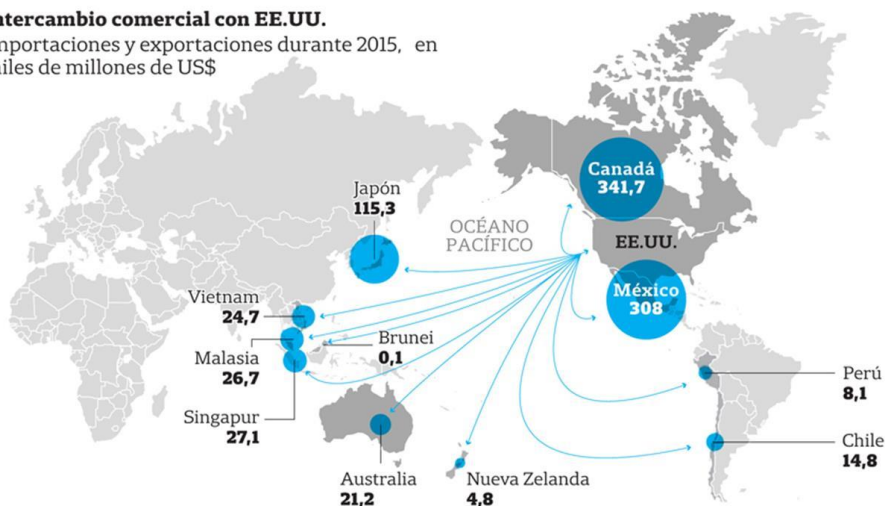 ntercambio comercial con EE.UU.
mportaciones y exportaciones durante 2015, en
iles de millones de US$
Canadá
341,7
Japón
115,3
OCÉANO
PACÍFICO
EE.UU.
México
308
Vietnam
24,7
Brunei
0,1
Malasia
26,7
Perú
8,1
Singapur
27,1
Chile
14,8
Australia
21,2
Nueva Zelanda
4,8